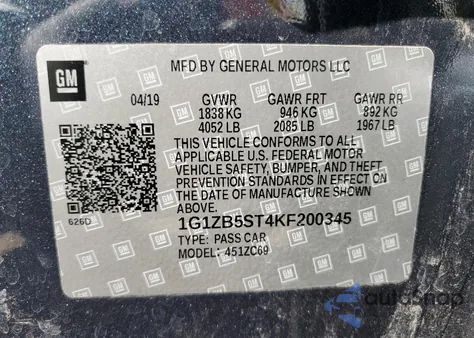 GM
MFD BY GENERAL MOTORS LLC
04/19 GVWR GAWR FRT GAWR RR
1838 KG 946 KG 892 KG
4052 LB 2085 LB 1967 LB
THIS VEHICLE CONFORMS TO ALL
APPLICABLE U.S. FEDERAL MOTOR
VEHICLE SAFETY, BUMPER, AND THEFT
PREVENTION STANDARDS IN EFFECT ON
THE DATE OF MANUFACTURE SHOWN
ABOVE.
626D
1G1ZB5ST4KF200345
TYPE: PASS CAR
MODEL: 451ZC69
autoSnap